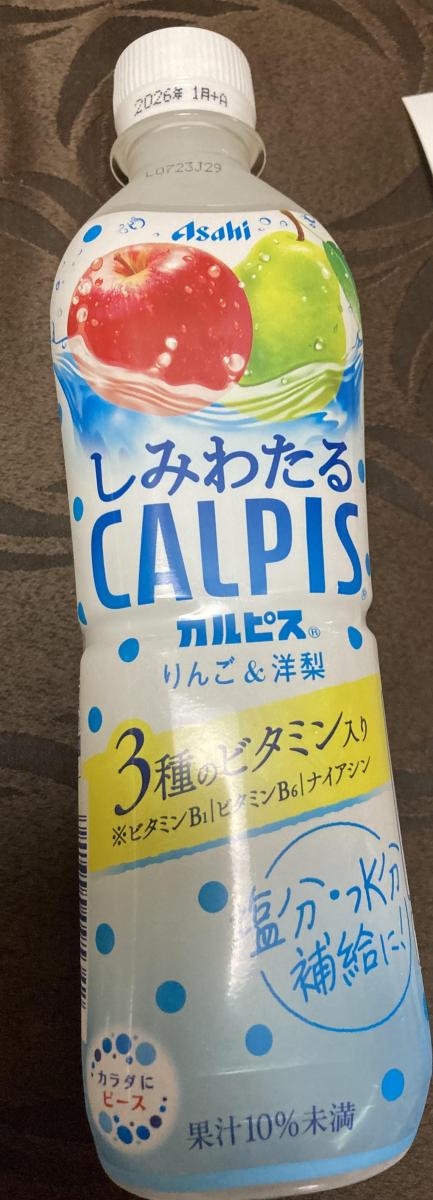 2026年 1月+A
LD723J29
Asahi
しみわたる
CALPIS®
カルピス®
りんご&洋梨
3種のビタミン入り
※ビタミンB1|ビタミンB6|ナイアシン
塩分・水分
補給に!
カラダに
ピース
果汁10%未満